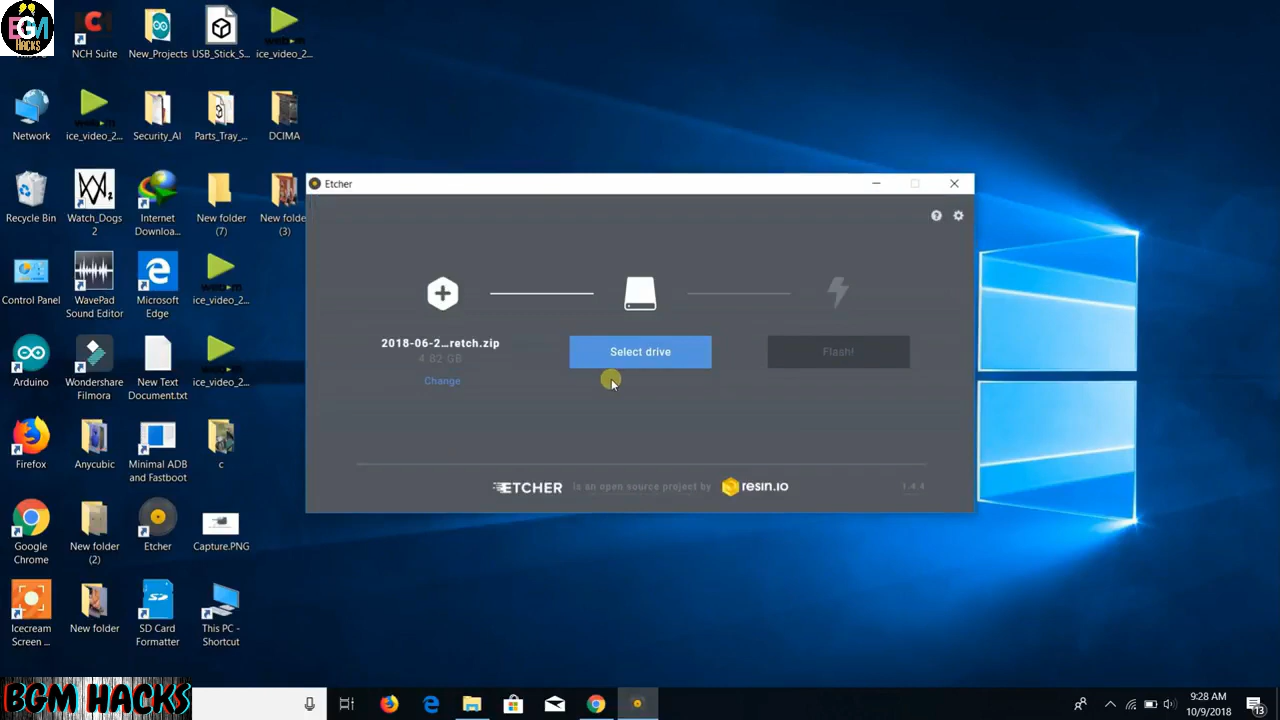 BGM
HACKS
NCH Suite
New_Projects
USB_Stick_S...
ice_video_2...
Network
ice_video_2...
Security_AI
Parts_Tray_...
DCIMA
Recycle Bin
Watch_Dogs
2
Internet
Downloa...
New folder
(7)
New folde
(3)
Control Panel
WavePad
Sound Editor
Microsoft
Edge
ice_video_2...
Arduino
Wondershare
Filmora
New Text
Document.txt
ice_video_2...
Firefox
Anycubic
Minimal ADB
and Fastboot
c
Google
Chrome
New folder
(2)
Etcher
Capture.PNG
Icecream
Screen ...
New folder
SD Card
Formatter
This PC -
Shortcut
Etcher
2018-06-2...retch.zip
4.82 GB
Change
Select drive
Flash!
ETCHER is an open source project by resin.io 1.4.4
BGM HACKS
9:28 AM
10/9/2018
13